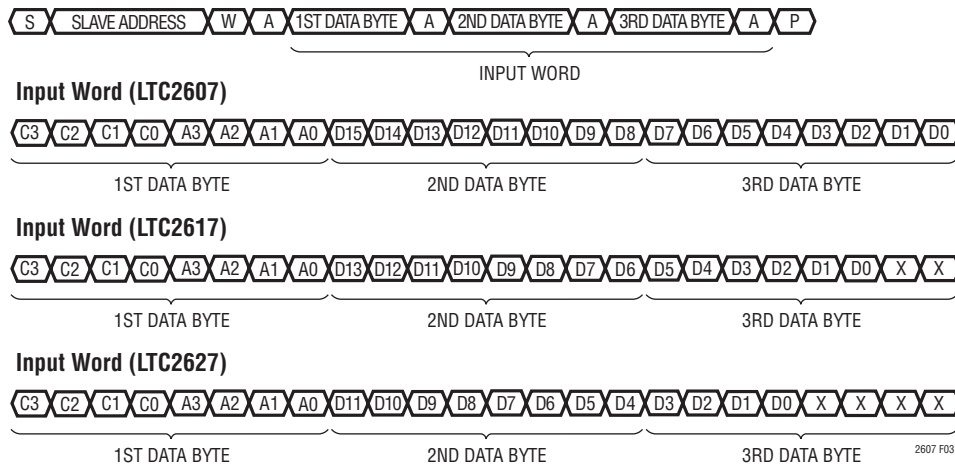 S SLAVE ADDRESS W A 1ST DATA BYTE A 2ND DATA BYTE A 3RD DATA BYTE A P
INPUT WORD
Input Word (LTC2607)
C3 C2 C1 C0 A3 A2 A1 A0 D15 D14 D13 D12 D11 D10 D9 D8 D7 D6 D5 D4 D3 D2 D1 D0
1ST DATA BYTE 2ND DATA BYTE 3RD DATA BYTE
Input Word (LTC2617)
C3 C2 C1 C0 A3 A2 A1 A0 D13 D12 D11 D10 D9 D8 D7 D6 D5 D4 D3 D2 D1 D0 X X
1ST DATA BYTE 2ND DATA BYTE 3RD DATA BYTE
Input Word (LTC2627)
C3 C2 C1 C0 A3 A2 A1 A0 D11 D10 D9 D8 D7 D6 D5 D4 D3 D2 D1 D0 X X X X
1ST DATA BYTE 2ND DATA BYTE 3RD DATA BYTE 2607 F03